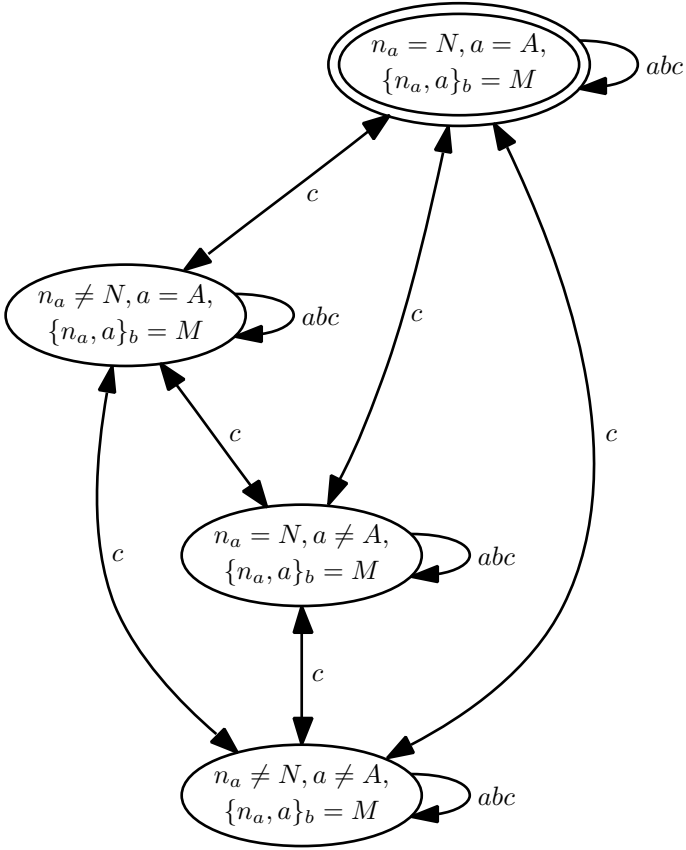 n_a = N, a = A,
{n_a, a}_b = M
abc
c
n_a ≠ N, a = A,
{n_a, a}_b = M
abc
c
c
c
n_a = N, a ≠ A,
{n_a, a}_b = M
abc
c
c
n_a ≠ N, a ≠ A,
{n_a, a}_b = M
abc